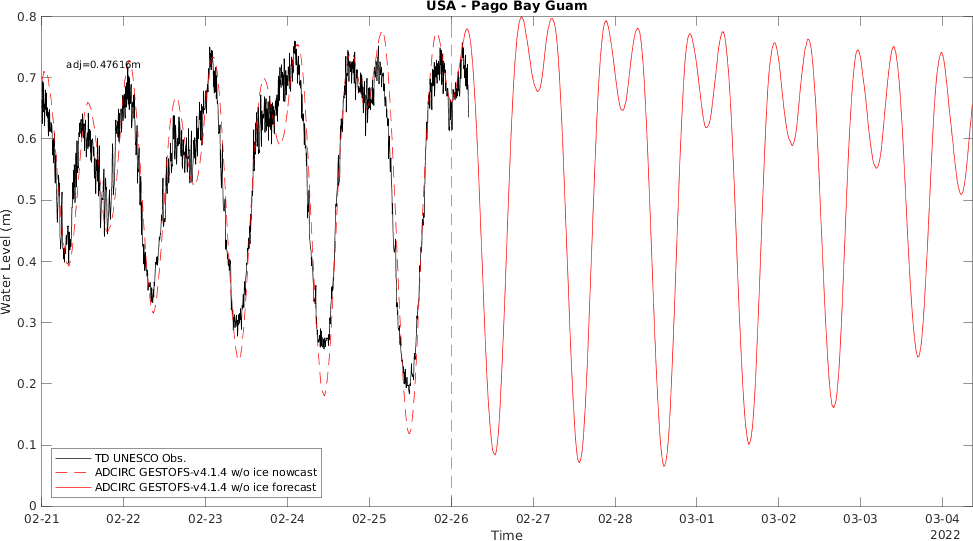 USA - Pago Bay Guam
0.8
0.7
0.6
0.5
0.4
0.3
0.2
0.1
0
Water Level (m)
adj=0.47616m
TD UNESCO Obs.
ADCIRC GESTOFS-v4.1.4 w/o ice nowcast
ADCIRC GESTOFS-v4.1.4 w/o ice forecast
02-21 02-22 02-23 02-24 02-25 02-26 02-27 02-28 03-01 03-02 03-03 03-04
2022
Time